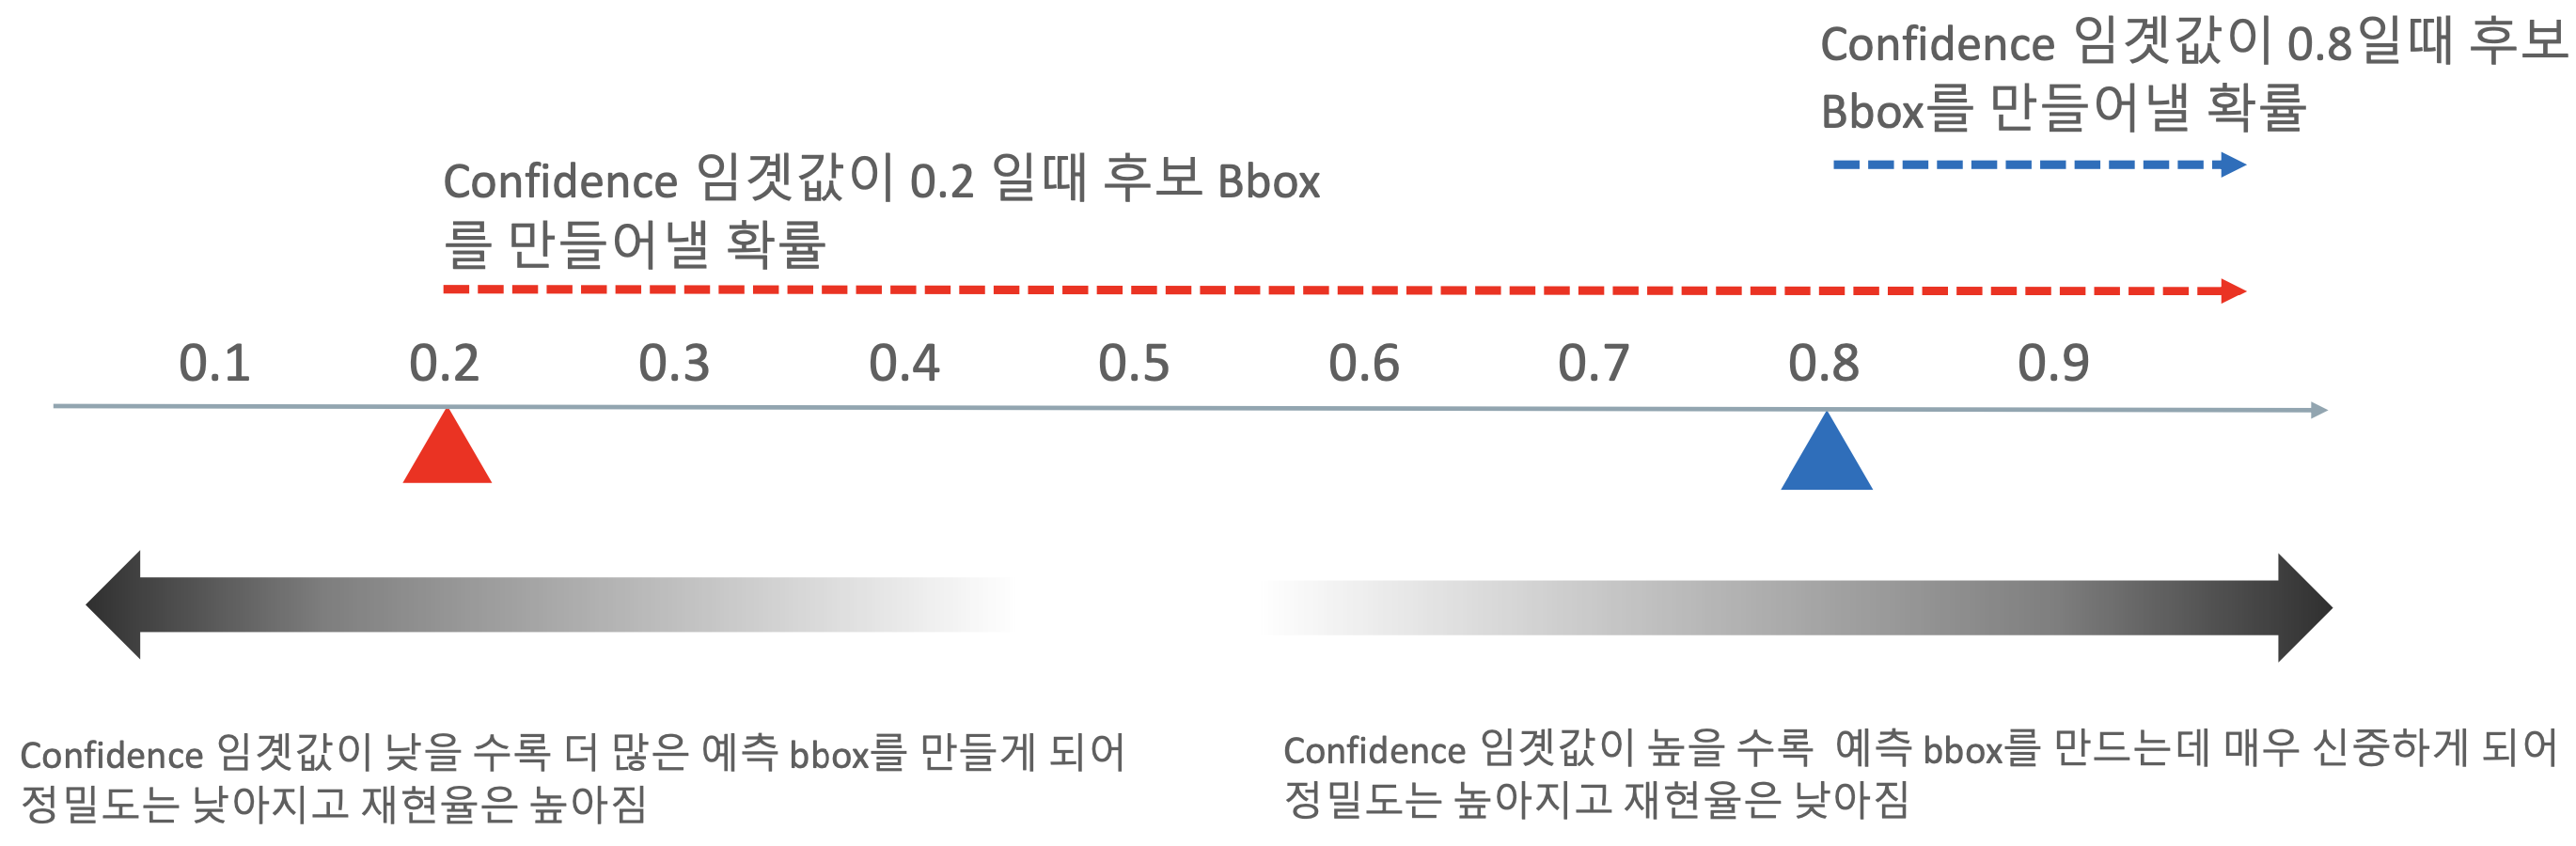 Confidence 임곗값이 0.8일때 후보
Bbox를 만들어낼 확률
Confidence 임곗값이 0.2 일때 후보 Bbox
를 만들어낼 확률
0.1 0.2 0.3 0.4 0.5 0.6 0.7 0.8 0.9
Confidence 임곗값이 낮을 수록 더 많은 예측 bbox를 만들게 되어
정밀도는 낮아지고 재현율은 높아짐
Confidence 임곗값이 높을 수록 예측 bbox를 만드는데 매우 신중하게 되어
정밀도는 높아지고 재현율은 낮아짐